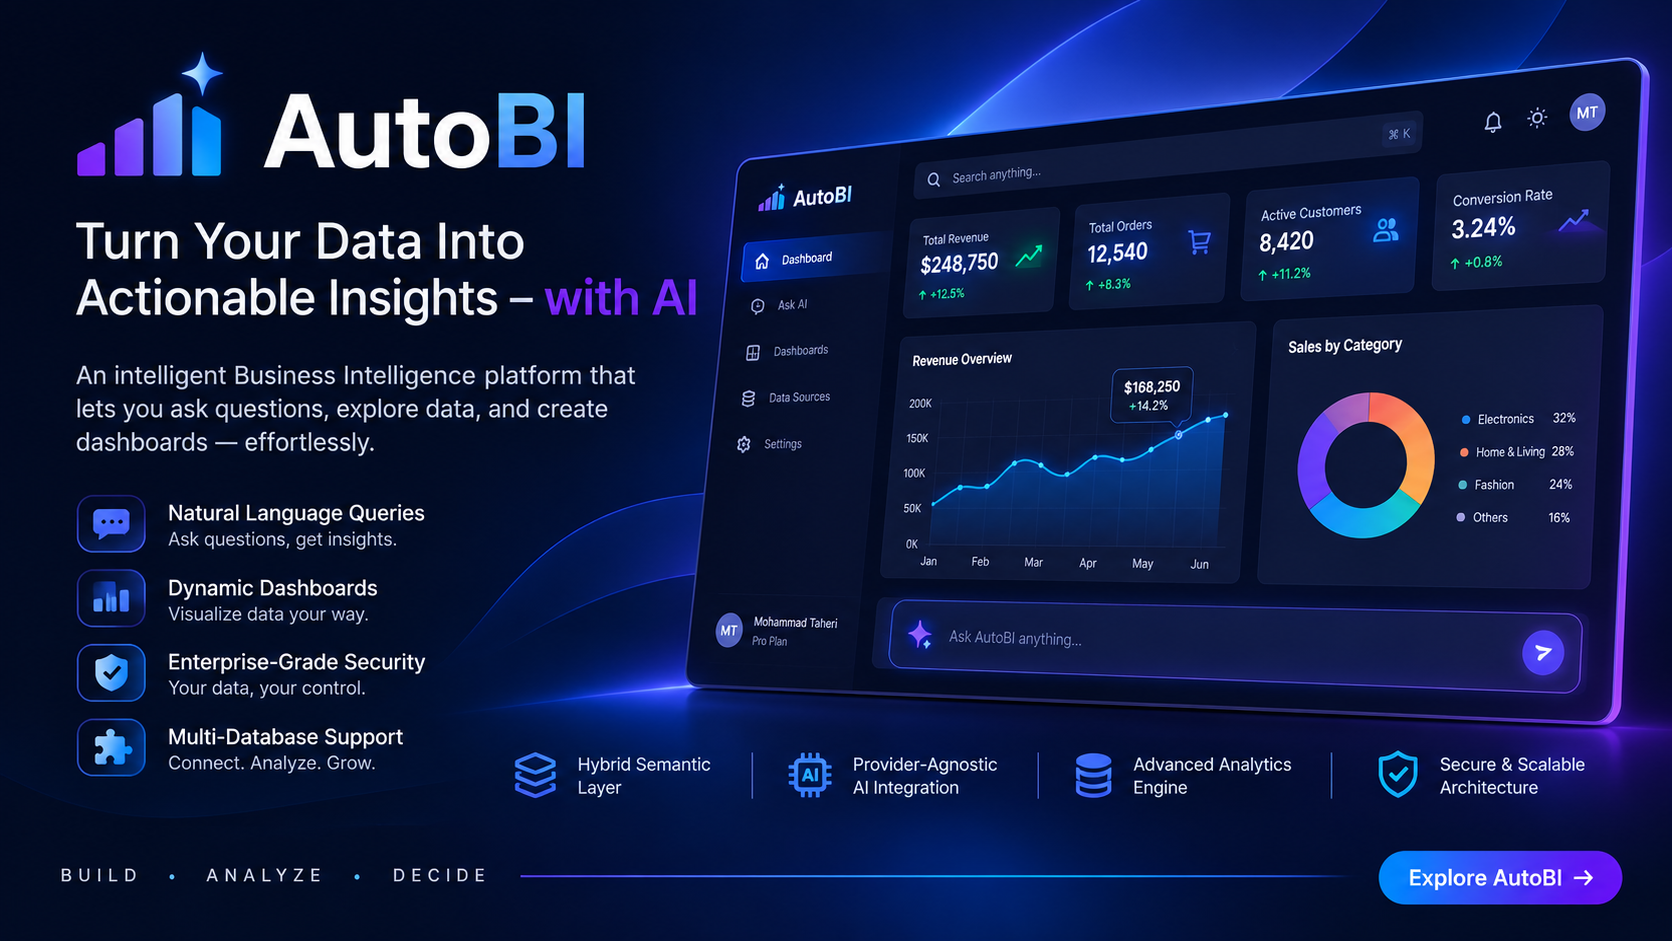 AutoBI
Turn Your Data Into
Actionable Insights – with AI
An intelligent Business Intelligence platform that
lets you ask questions, explore data, and create
dashboards — effortlessly.
Natural Language Queries
Ask questions, get insights.
Dynamic Dashboards
Visualize data your way.
Enterprise-Grade Security
Your data, your control.
Multi-Database Support
Connect. Analyze. Grow.
AutoBI
Dashboard
Ask AI
Dashboards
Data Sources
Settings
MT
Mohammad Taheri
Pro Plan
Search anything...
⌘ K
MT
Total Revenue
$248,750
↑ +12.5%
Total Orders
12,540
↑ +8.3%
Active Customers
8,420
↑ +11.2%
Conversion Rate
3.24%
↑ +0.8%
Revenue Overview
$168,250
+14.2%
200K
150K
100K
50K
0K
Jan Feb Mar Apr May Jun
Sales by Category
Electronics 32%
Home & Living 28%
Fashion 24%
Others 16%
Ask AutoBI anything...
Hybrid Semantic
Layer
AI
Provider-Agnostic
AI Integration
Advanced Analytics
Engine
Secure & Scalable
Architecture
BUILD • ANALYZE • DECIDE
Explore AutoBI →